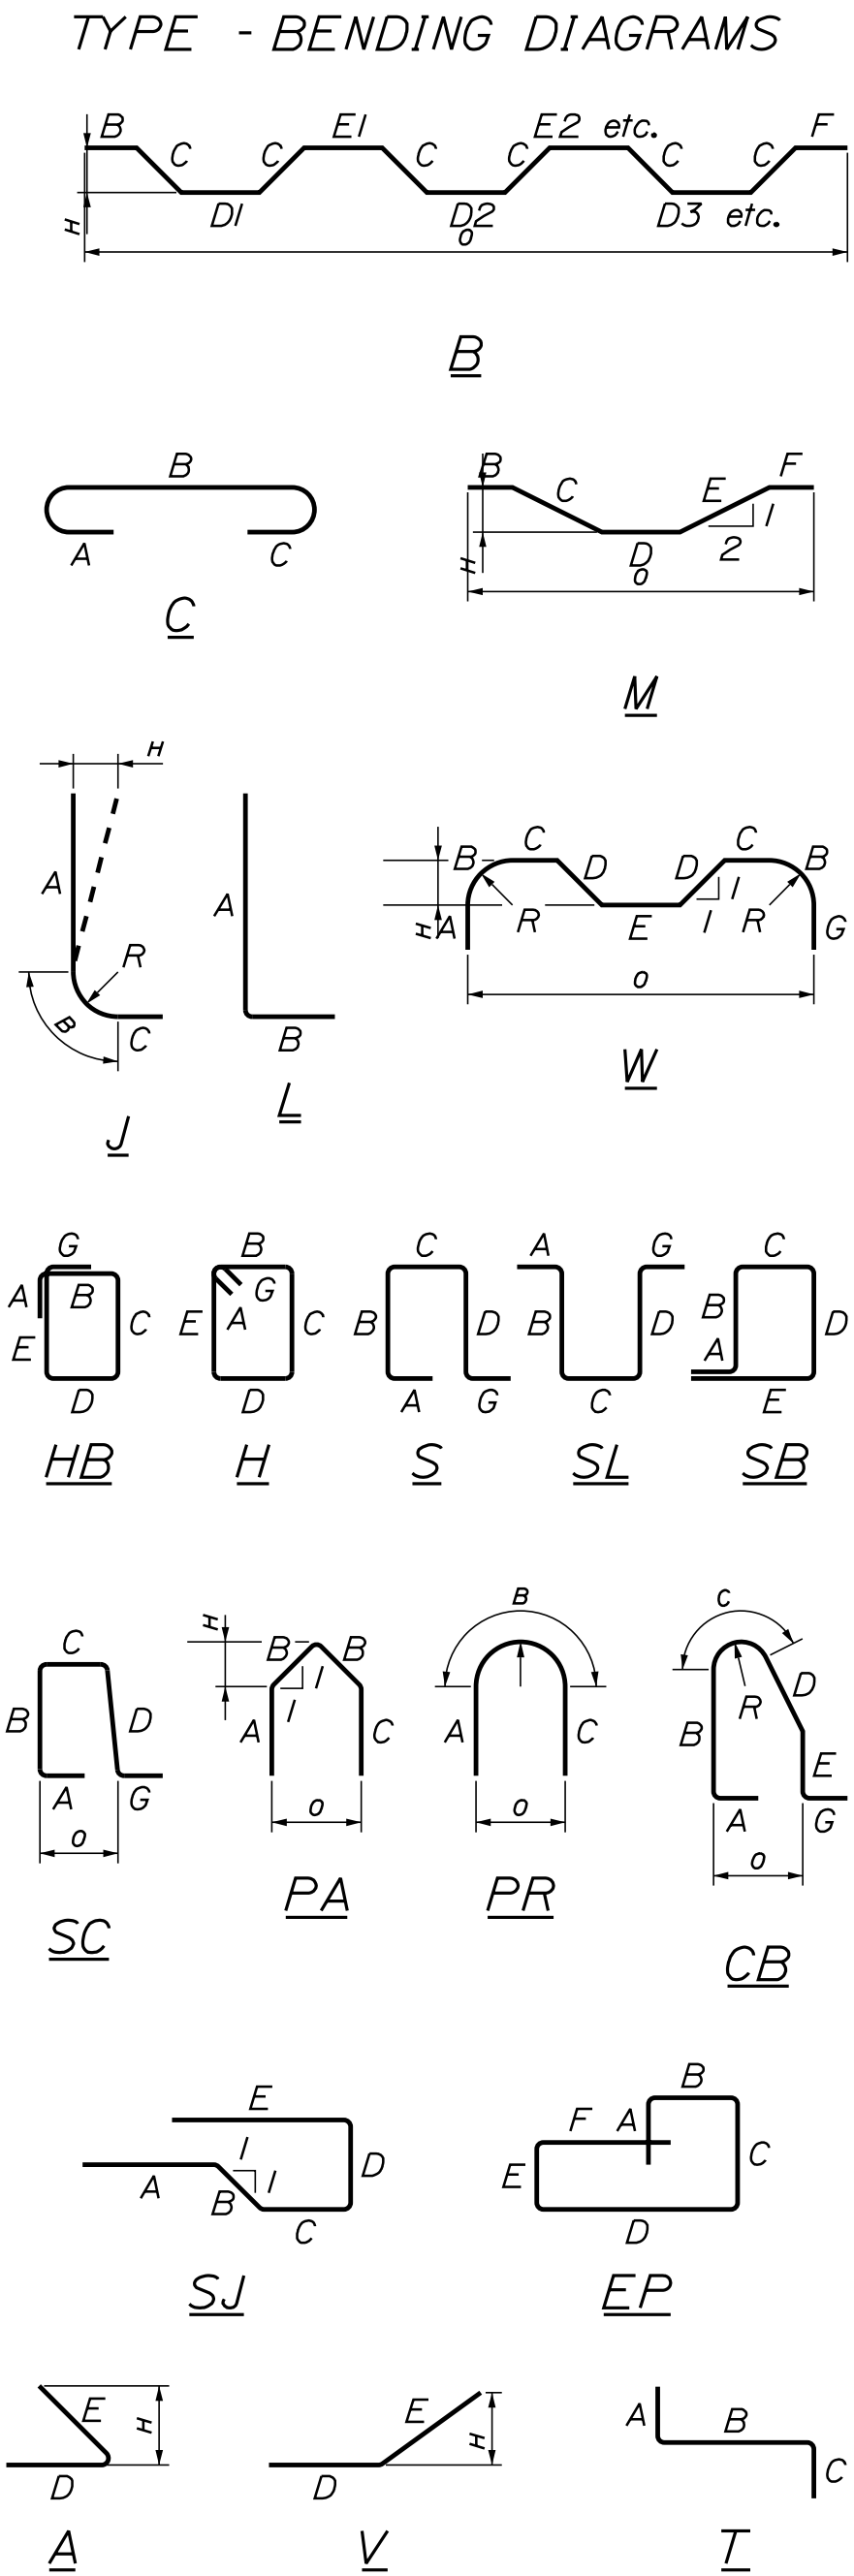 TYPE - BENDING DIAGRAMS
B E1 E2 etc. F
C C C C C C
D1 D2 D3 etc.
H
O
B
B
A C
C
B C E F
1
2
D
H
O
M
H
A
R
B
C
J
A
B
L
B C D D C B
1
1
H A R E R G
O
W
G
A B
E C
D
HB
B
G
E A C
D
H
C
B D
A G
S
A G
B D
C
SL
C
B D
A
E
SB
C
B D
A G
O
SC
H
B B
1
1
A C
O
PA
B
A C
O
PR
C
D
R
B
E
A G
O
CB
E
1
1
D
A B
C
SJ
B
F A
C
E
D
EP
E
H
D
A
E
H
D
V
A B
C
T